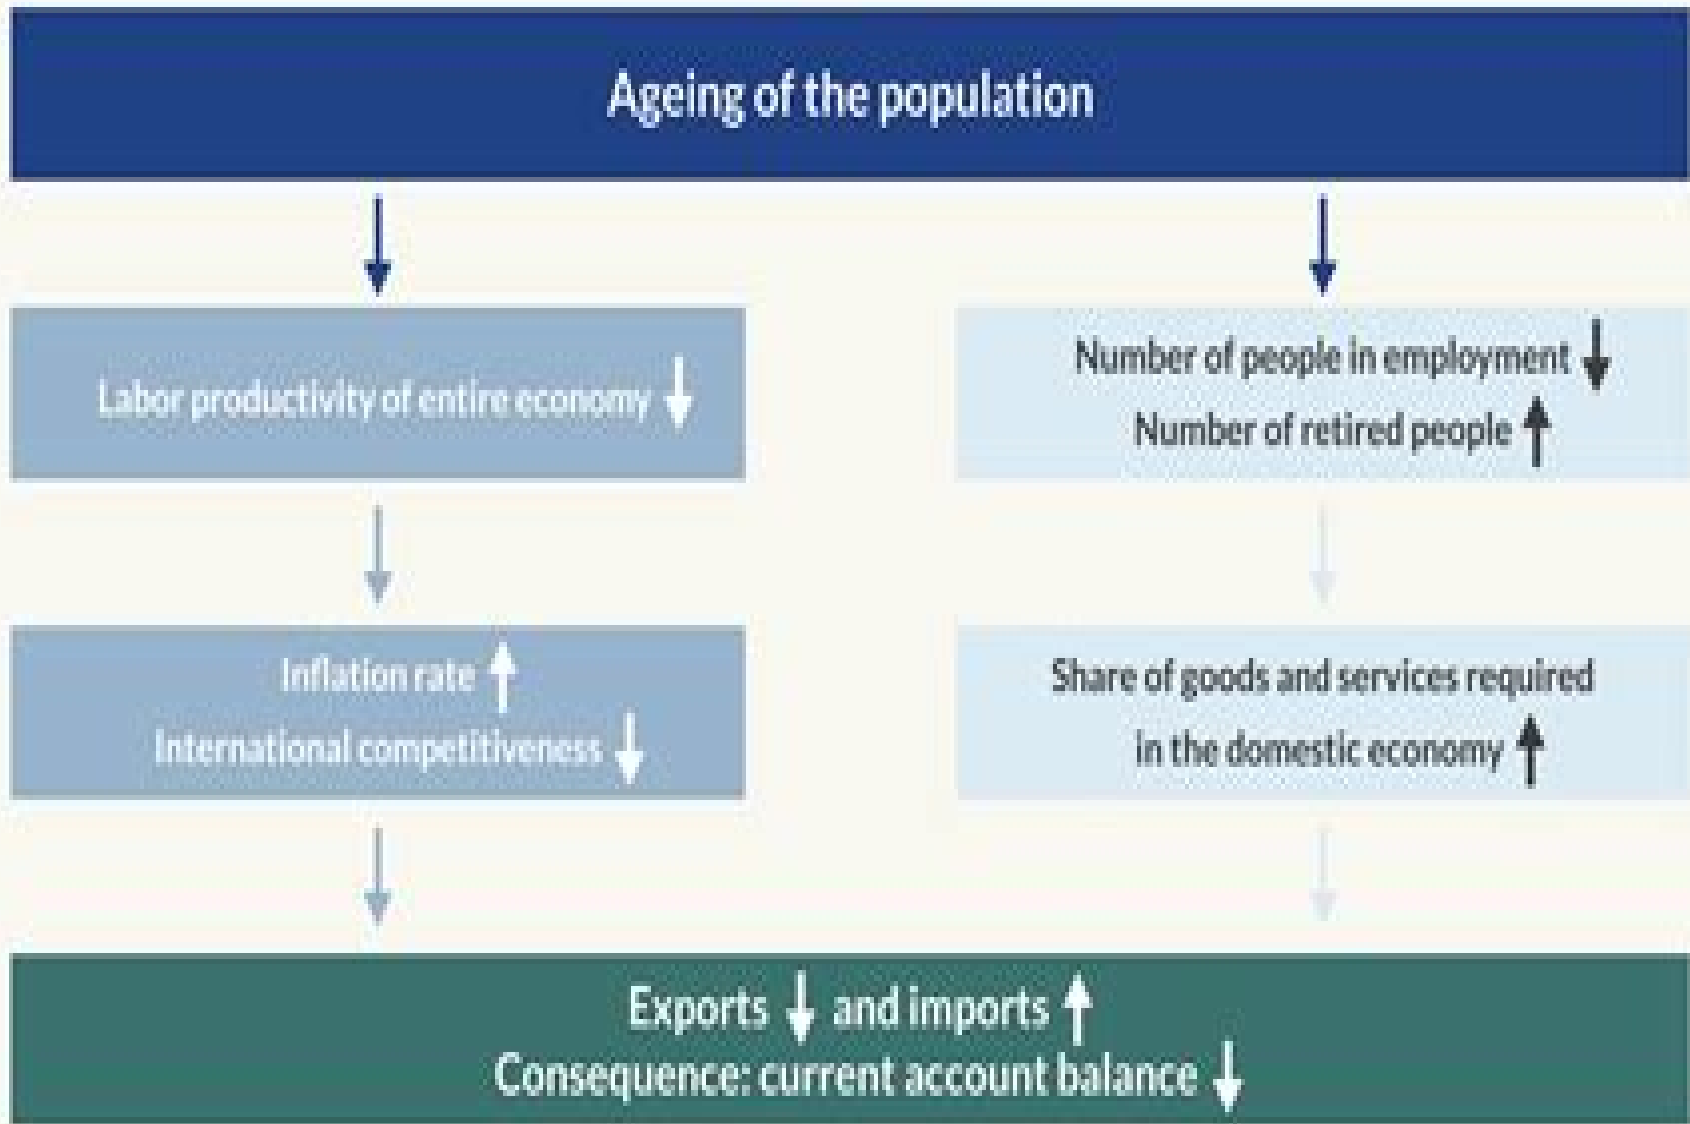 Ageing of the population
Labor productivity of entire economy ↓
Number of people in employment ↓
Number of retired people ↑
Inflation rate ↑
International competitiveness ↓
Share of goods and services required
in the domestic economy ↑
Exports ↓ and imports ↑
Consequence: current account balance ↓